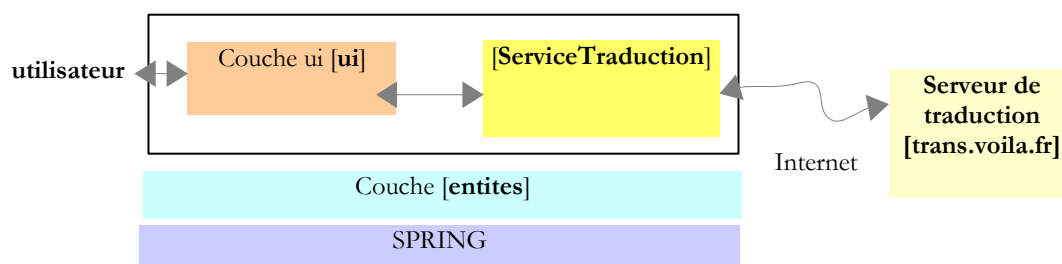 utilisateur
Couche ui [ui]
[ServiceTraduction]
Serveur de
traduction
[trans.voila.fr]
Internet
Couche [entites]
SPRING